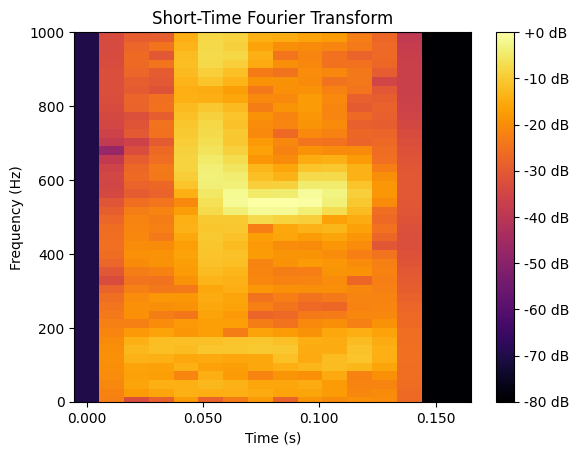 Short-Time Fourier Transform
1000
800
600
400
200
0
Frequency (Hz)
0.000
0.050
0.100
0.150
Time (s)
+0 dB
-10 dB
-20 dB
-30 dB
-40 dB
-50 dB
-60 dB
-70 dB
-80 dB